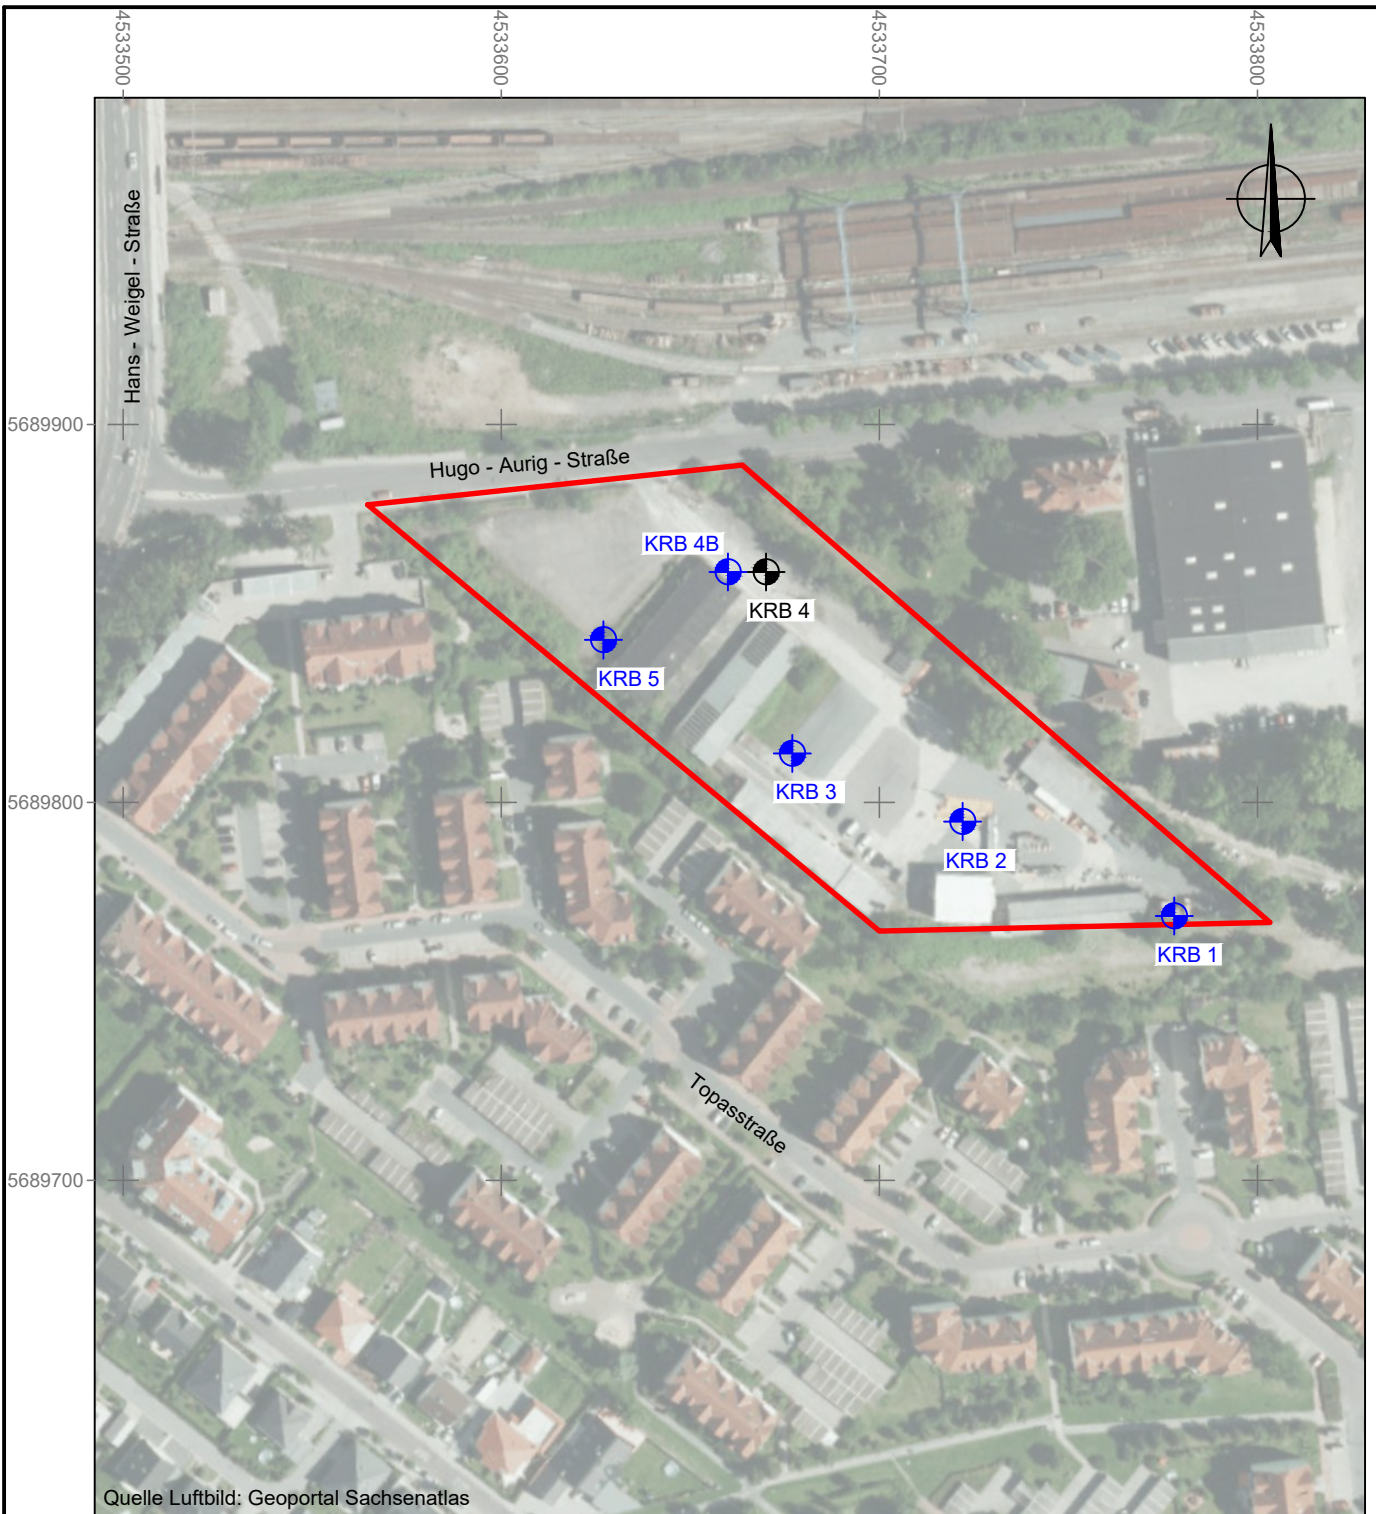 4533500
4533600
4533700
4533800
Hans - Weigel - Straße
5689900
Hugo - Aurig - Straße
KRB 4B
KRB 4
KRB 5
KRB 3
5689800
KRB 2
KRB 1
Topasstraße
5689700
Quelle Luftbild: Geoportal Sachsenatlas